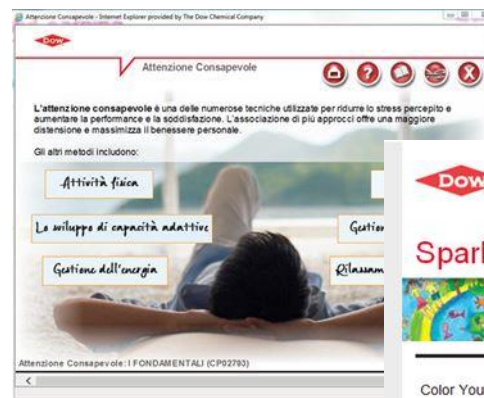 Attenzione Consapevole - Internet Explorer provided by The Dow Chemical Company
DOW
Attenzione Consapevole
L'attenzione consapevole è una delle numerose tecniche utilizzate per ridurre lo stress percepito e
aumentare la performance e la soddisfazione. L'associazione di più approcci offre una maggiore
distensione e massimizza il benessere personale.
Gli altri metodi includono:
Attività fisica
Lo sviluppo di capacità adattive
Gestione dell'energia
Attenzione Consapevole: I FONDAMENTALI (CP02793)
Color You